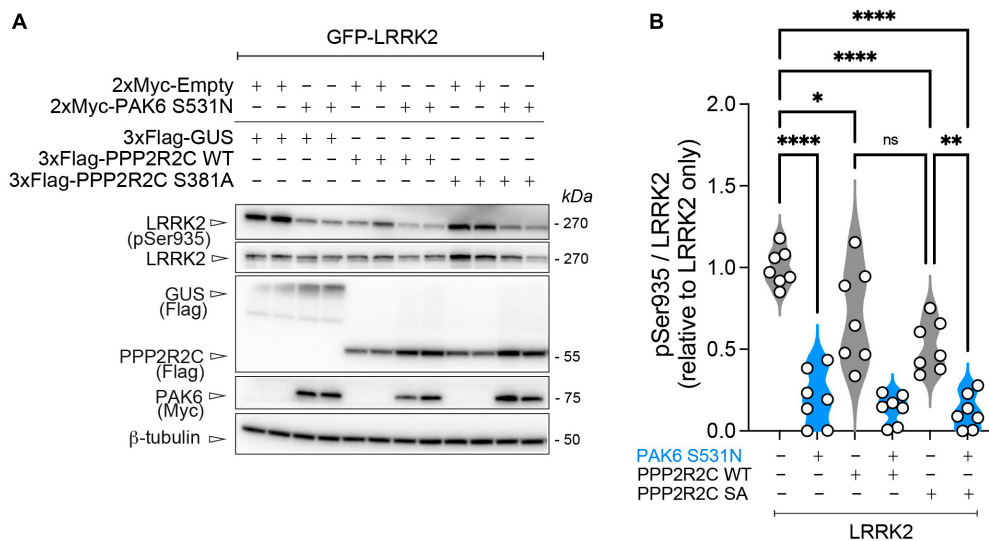 A
GFP-LRRK2
2xMyc-Empty + + – – + + – – + + – –
2xMyc-PAK6 S531N – – + + – – + + – – + +
3xFlag-GUS + + + + – – – – – – – –
3xFlag-PPP2R2C WT – – – – + + + + – – – –
3xFlag-PPP2R2C S381A – – – – – – – – + + + +
kDa
LRRK2 - 270
(pSer935)
LRRK2 - 270
GUS
(Flag)
PPP2R2C - 55
(Flag)
PAK6 - 75
(Myc)
β-tubulin - 50
B
****
****
*
**** ns **
pSer935 / LRRK2
(relative to LRRK2 only)
2.0
1.5
1.0
0.5
0.0
PAK6 S531N – + – + – +
PPP2R2C WT – – + + – –
PPP2R2C SA – – – – + +
LRRK2